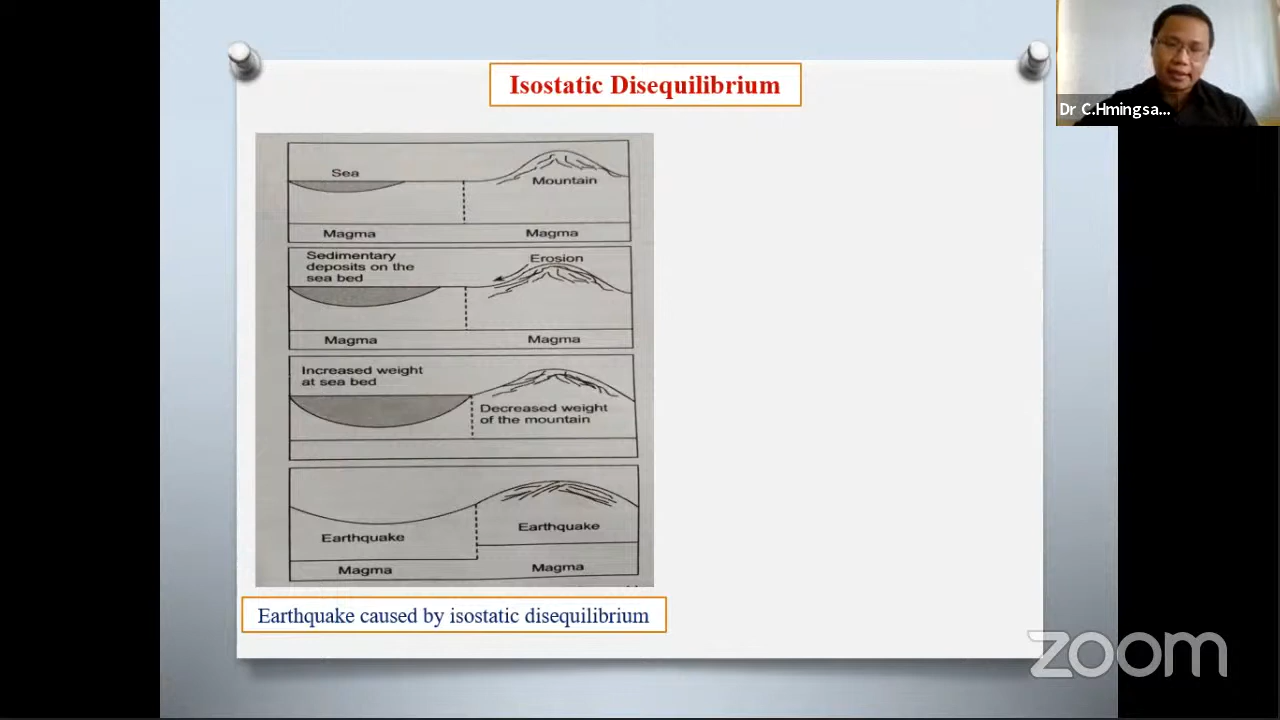 Isostatic Disequilibrium
Dr C.Hmingsa...
Sea
Mountain
Magma
Magma
Sedimentary
deposits on the
sea bed
Erosion
Magma
Magma
Increased weight
at sea bed
Decreased weight
of the mountain
Earthquake
Earthquake
Magma
Magma
Earthquake caused by isostatic disequilibrium
zoom